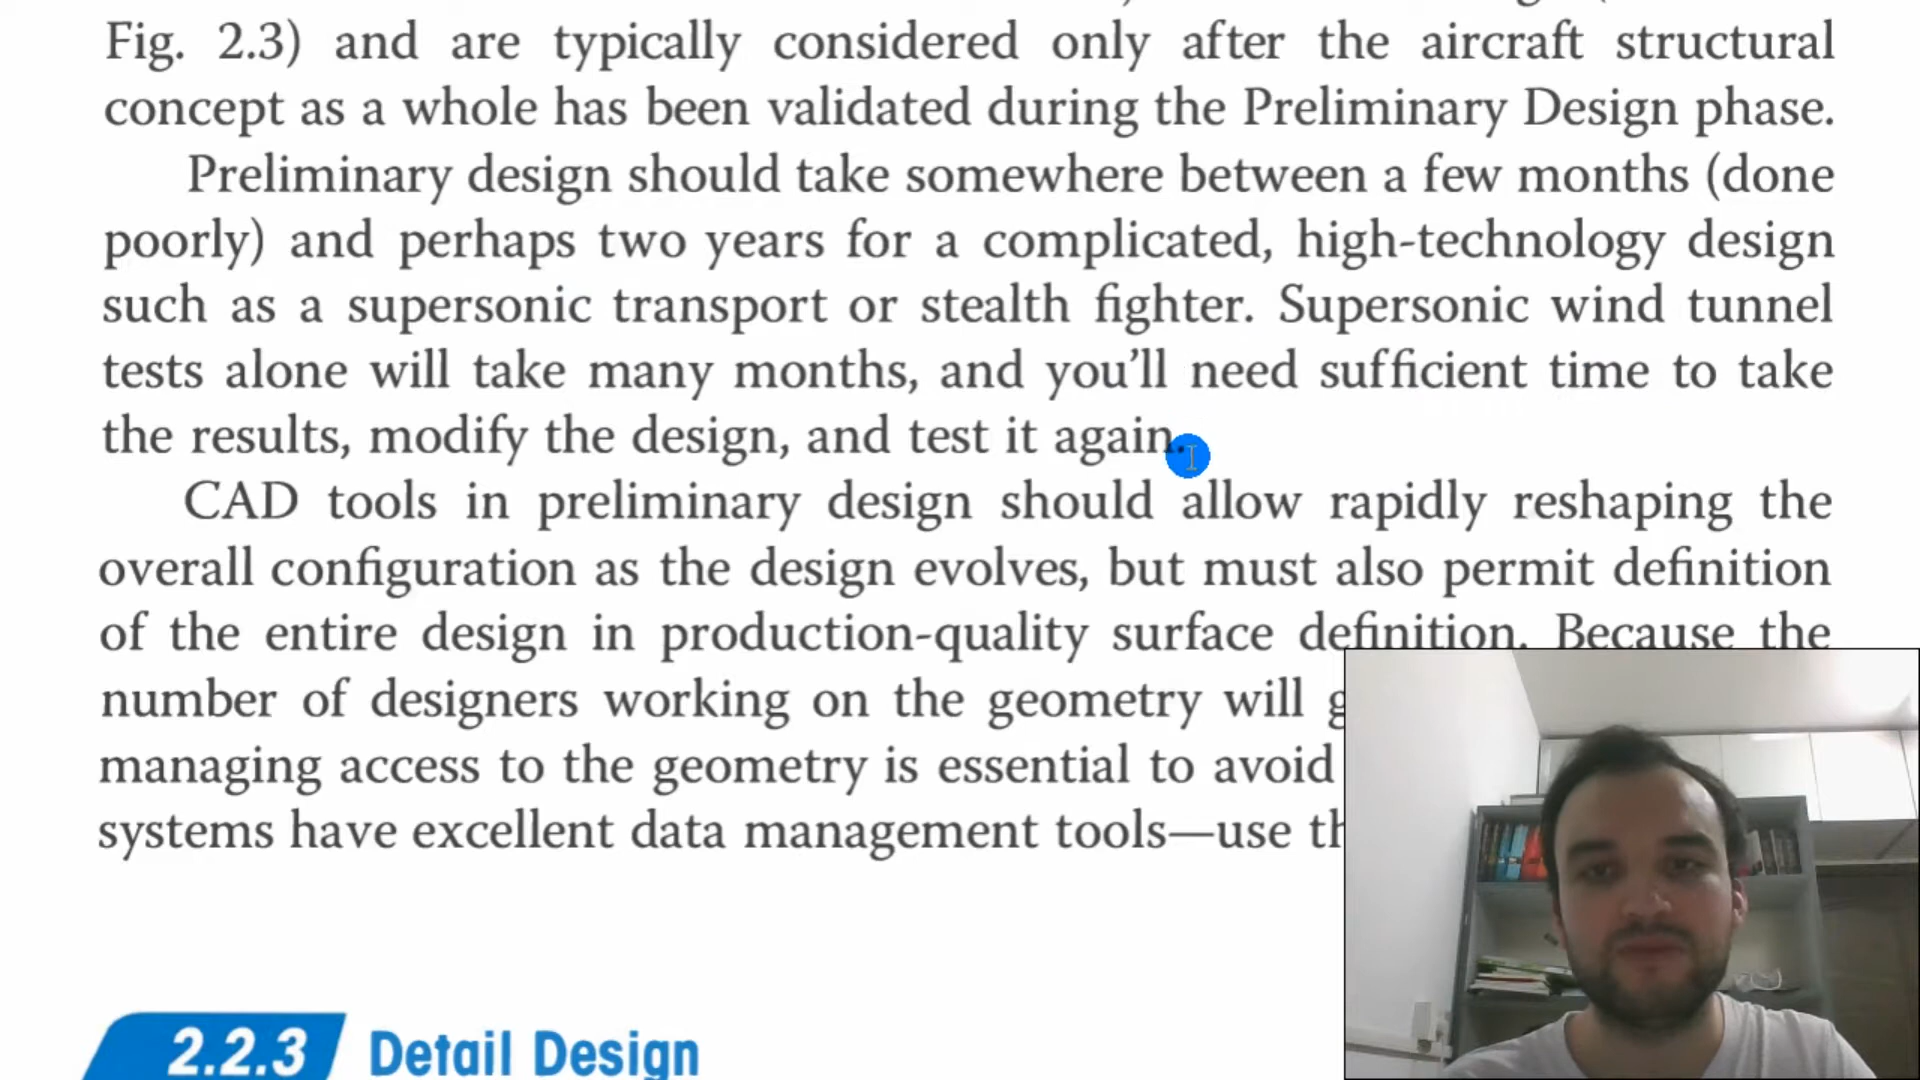 Fig. 2.3) and are typically considered only after the aircraft structural
concept as a whole has been validated during the Preliminary Design phase.
Preliminary design should take somewhere between a few months (done
poorly) and perhaps two years for a complicated, high-technology design
such as a supersonic transport or stealth fighter. Supersonic wind tunnel
tests alone will take many months, and you’ll need sufficient time to take
the results, modify the design, and test it again.
CAD tools in preliminary design should allow rapidly reshaping the
overall configuration as the design evolves, but must also permit definition
of the entire design in production-quality surface definition. Because the
number of designers working on the geometry will
managing access to the geometry is essential to avoid
systems have excellent data management tools—use
2.2.3 Detail Design